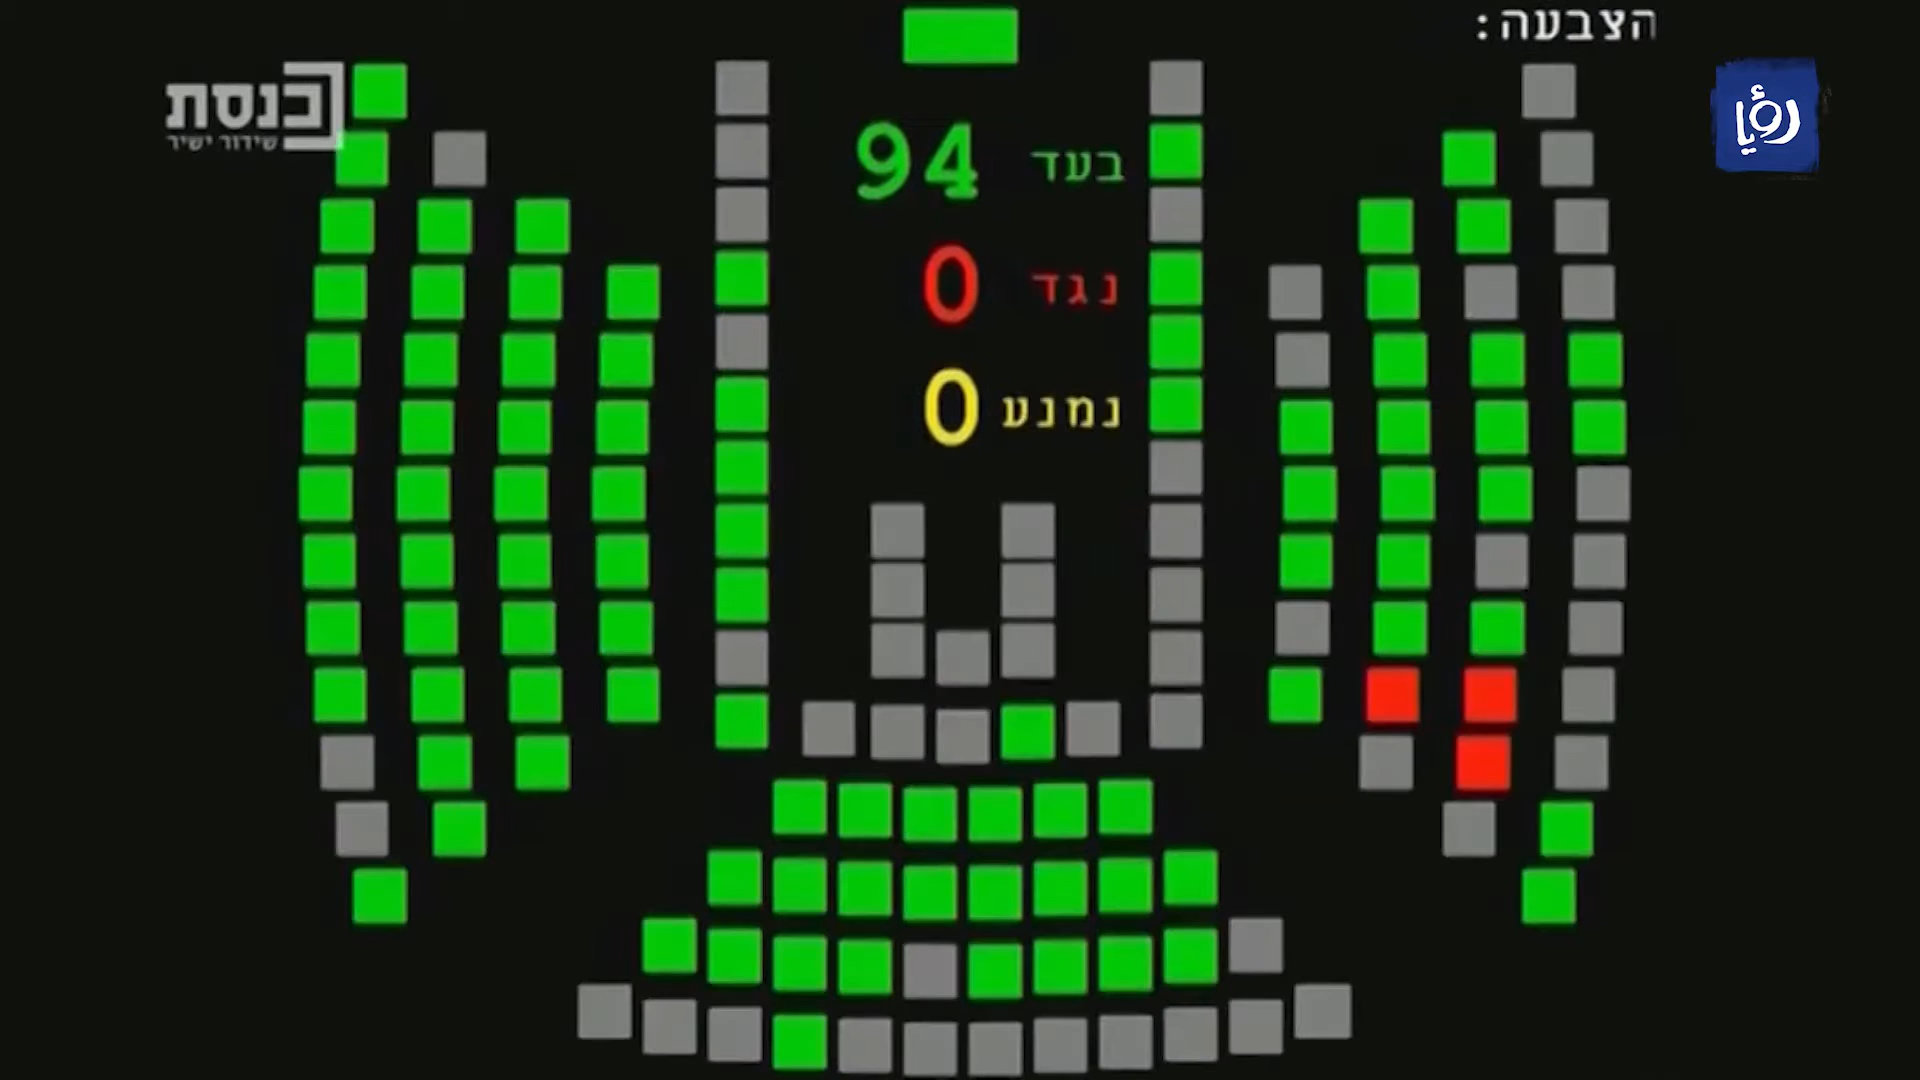 הצבעה:
כנסת
שידור ישיר
رؤيا
94 בעד
0 נגד
0 נמנע